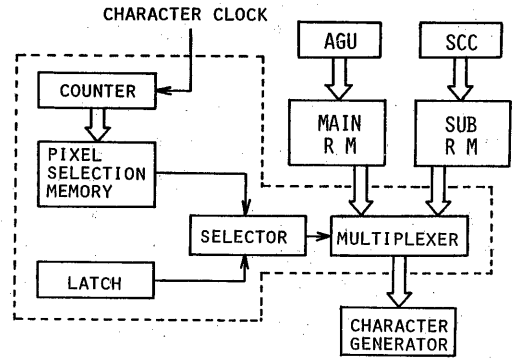 CHARACTER CLOCK
AGU
SCC
COUNTER
MAIN
R M
SUB
R M
PIXEL
SELECTION
MEMORY
SELECTOR
MULTIPLEXER
LATCH
CHARACTER
GENERATOR